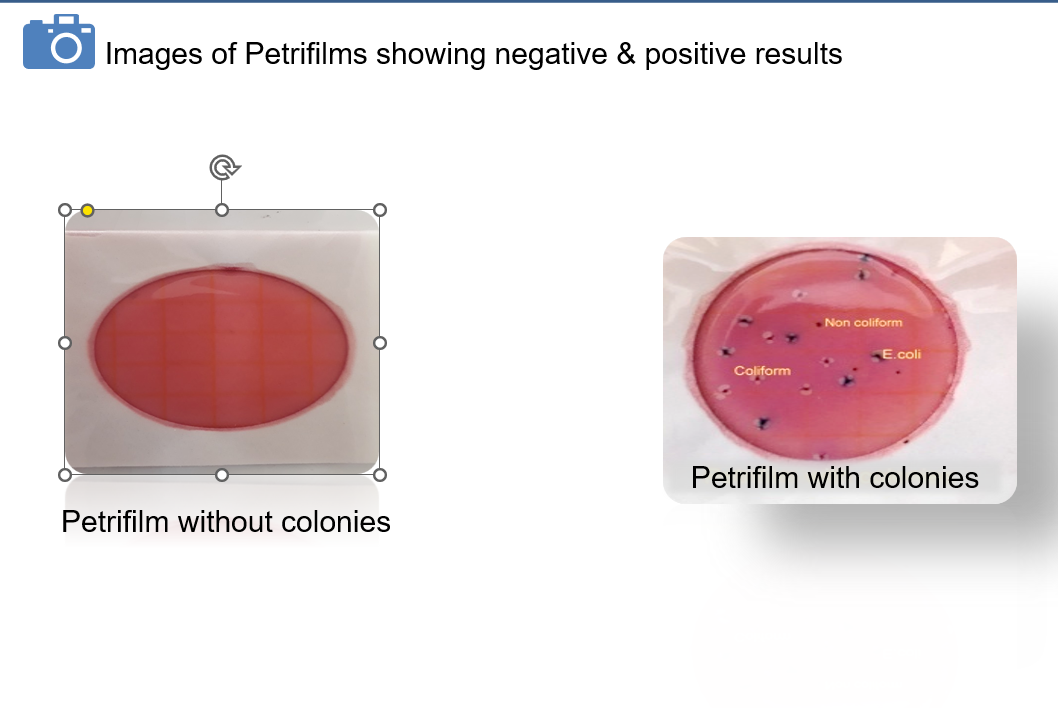 Images of Petrifilms showing negative & positive results
Non coliform
E.coli
Coliform
Petrifilm with colonies
Petrifilm without colonies